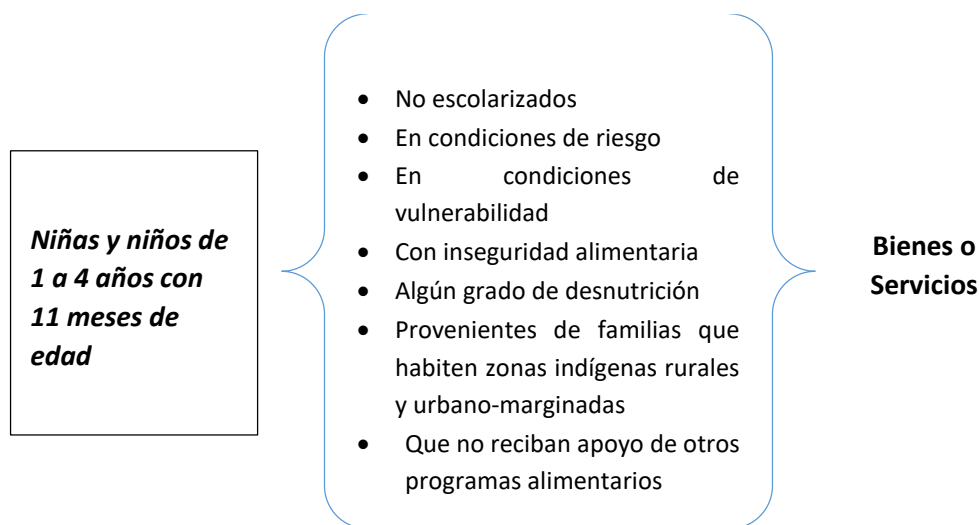 Niñas y niños de
1 a 4 años con
11 meses de
edad
• No escolarizados
• En condiciones de riesgo
• En condiciones de
vulnerabilidad
• Con inseguridad alimentaria
• Algún grado de desnutrición
• Provenientes de familias que
habiten zonas indígenas rurales
y urbano-marginadas
• Que no reciban apoyo de otros
programas alimentarios
Bienes o
Servicios